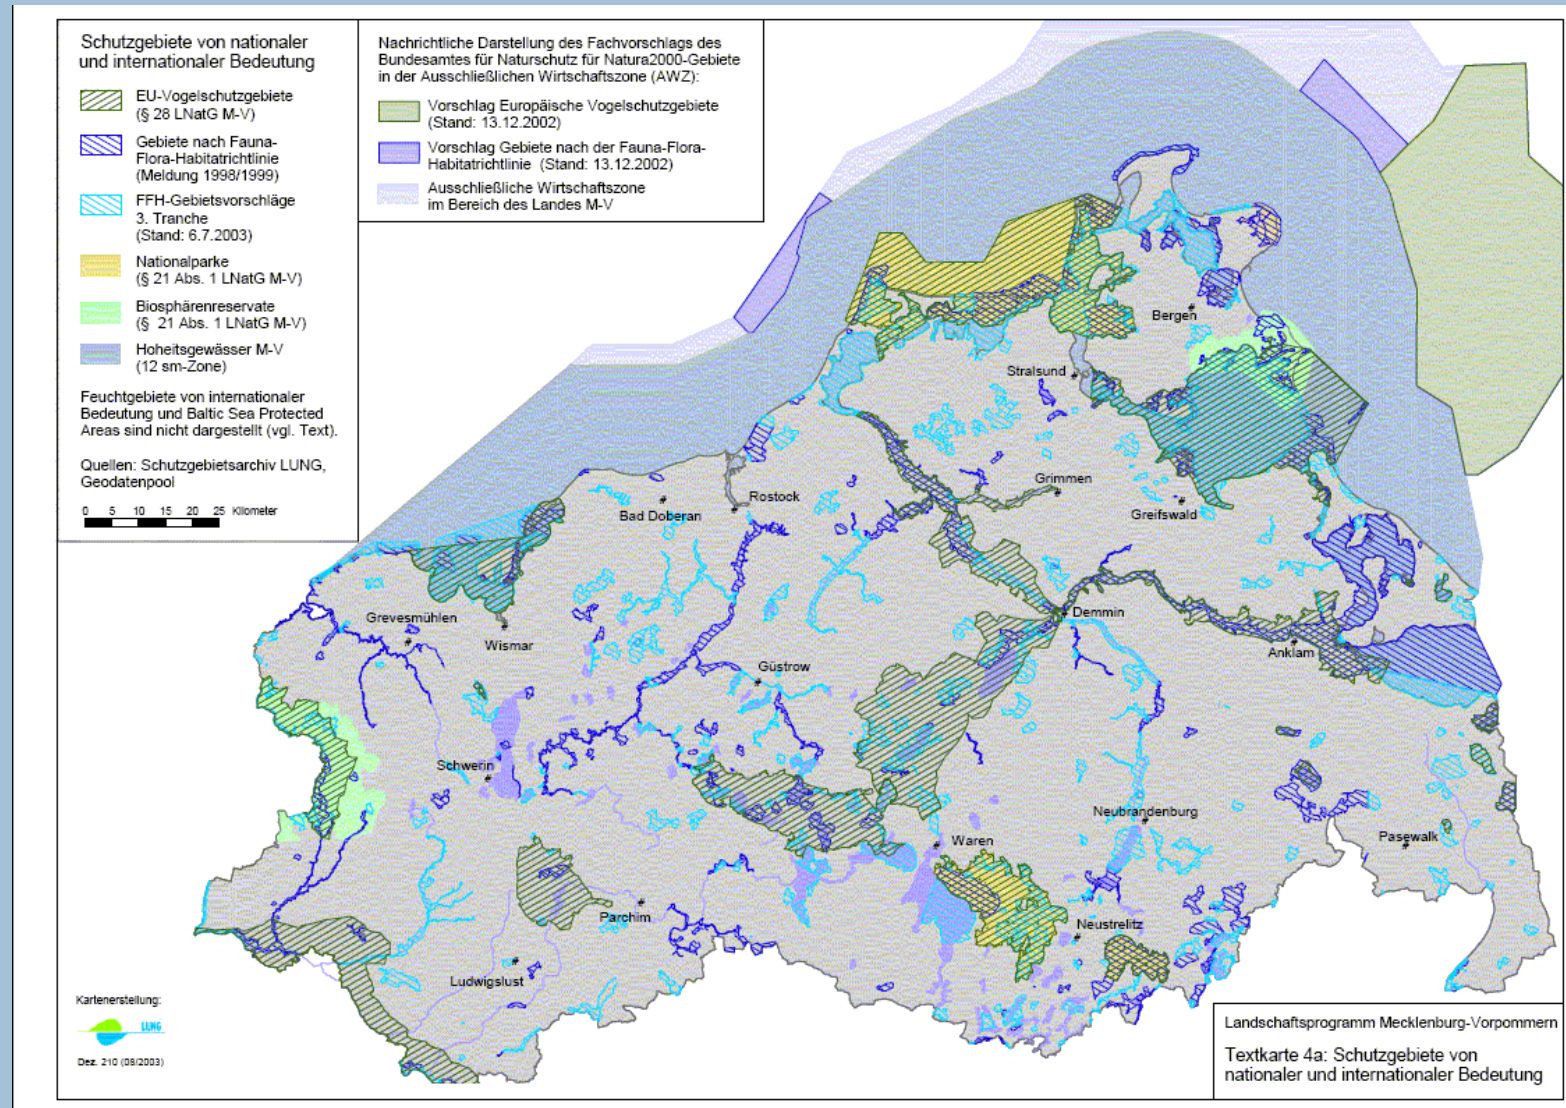 Schutzgebiete von nationaler
und internationaler Bedeutung
EU-Vogelschutzgebiete
(§ 28 LNatG M-V)
Gebiete nach Fauna-
Flora-Habitatrichtlinie
(Meldung 1998/1999)
FFH-Gebietsvorschläge
3. Tranche
(Stand: 6.7.2003)
Nationalparke
(§ 21 Abs. 1 LNatG M-V)
Biosphärenreservate
(§ 21 Abs. 1 LNatG M-V)
Hoheitsgewässer M-V
(12 sm-Zone)
Feuchtgebiete von internationaler
Bedeutung und Baltic Sea Protected
Areas sind nicht dargestellt (vgl. Text).
Quellen: Schutzgebietsarchiv LUNG,
Geodatenpool
0 5 10 15 20 25 Kilometer
Nachrichtliche Darstellung des Fachvorschlags des
Bundesamtes für Naturschutz für Natura2000-Gebiete
in der Ausschließlichen Wirtschaftszone (AWZ):
Vorschlag Europäische Vogelschutzgebiete
(Stand: 13.12.2002)
Vorschlag Gebiete nach der Fauna-Flora-
Habitatrichtlinie (Stand: 13.12.2002)
Ausschließliche Wirtschaftszone
im Bereich des Landes M-V
Bergen
Stralsund
Grimmen
Rostock
Bad Doberan
Greifswald
Demmin
Grevesmühlen
Wismar
Anklam
Güstrow
Schwerin
Neubrandenburg
Waren
Pasewalk
Parchim
Neustrelitz
Ludwigslust
Kartenerstellung:
LUNG
Dez. 210 (08/2003)
Landschaftsprogramm Mecklenburg-Vorpommern
Textkarte 4a: Schutzgebiete von
nationaler und internationaler Bedeutung